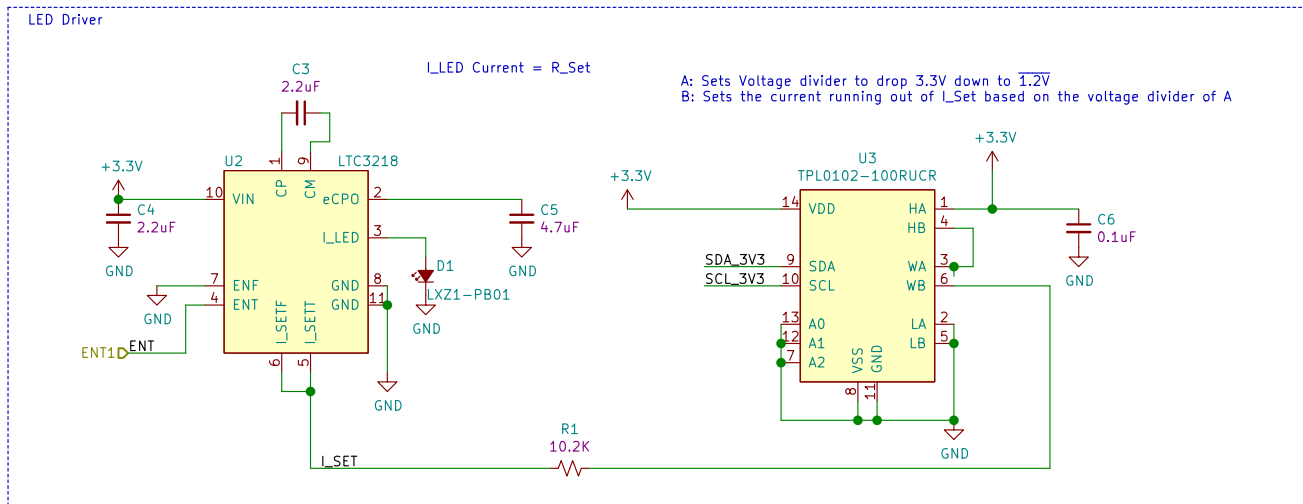 LED Driver
C3
2.2uF
I_LED Current = R_Set
A: Sets Voltage divider to drop 3.3V down to 1.2V
B: Sets the current running out of I_Set based on the voltage divider of A
+3.3V
U2
LTC3218
1
9
CP
CM
10
VIN
eCPO
2
C4
2.2uF
GND
C5
4.7uF
GND
I_LED
3
D1
LXZ1-PB01
GND
7
ENF
GND
8
4
ENT
GND
11
GND
ENT1
ENT
I_SETF
I_SETT
6
5
GND
I_SET
R1
10.2K
+3.3V
U3
TPL0102-100RUCR
+3.3V
14
VDD
HA
1
HB
4
C6
0.1uF
GND
SDA_3V3
9
SDA
WA
3
SCL_3V3
10
SCL
WB
6
13
A0
LA
2
12
A1
LB
5
7
A2
VSS
GND
8
11
GND